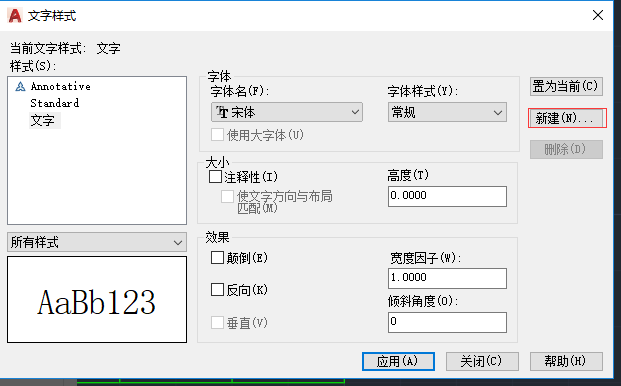 文字样式
当前文字样式: 文字
样式(S):
Annotative
Standard
文字
所有样式
AaBb123
字体
字体名(F):
宋体
使用大字体(U)
字体样式(Y):
常规
大小
注释性(I)
使文字方向与布局
匹配(M)
高度(T)
0.0000
效果
颠倒(E)
反向(K)
垂直(V)
宽度因子(W):
1.0000
倾斜角度(O):
0
置为当前(C)
新建(N)...
删除(D)
应用(A)
关闭(C)
帮助(H)